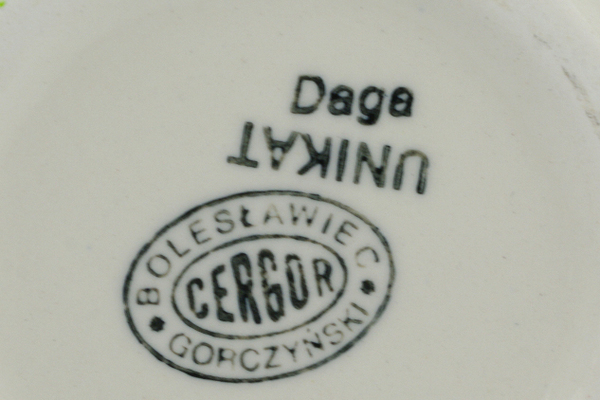 Daga
UNIKAT
BOLESŁAWIEC
CERGOR
GORCZYŃSKI